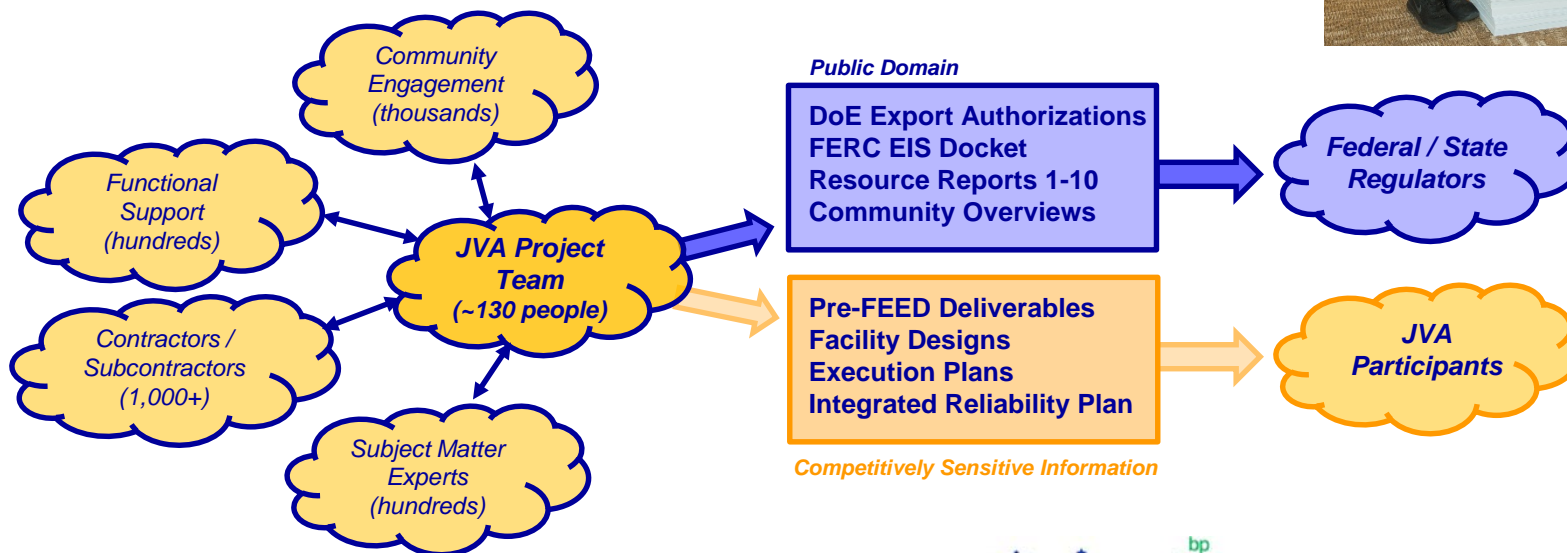 Community
Engagement
(thousands)
Functional
Support
(hundreds)
Contractors /
Subcontractors
(1,000+)
Subject Matter
Experts
(hundreds)
JVA Project
Team
(~130 people)
Public Domain
DoE Export Authorizations
FERC EIS Docket
Resource Reports 1-10
Community Overviews
Federal / State
Regulators
Pre-FEED Deliverables
Facility Designs
Execution Plans
Integrated Reliability Plan
Competitively Sensitive Information
JVA
Participants
bp